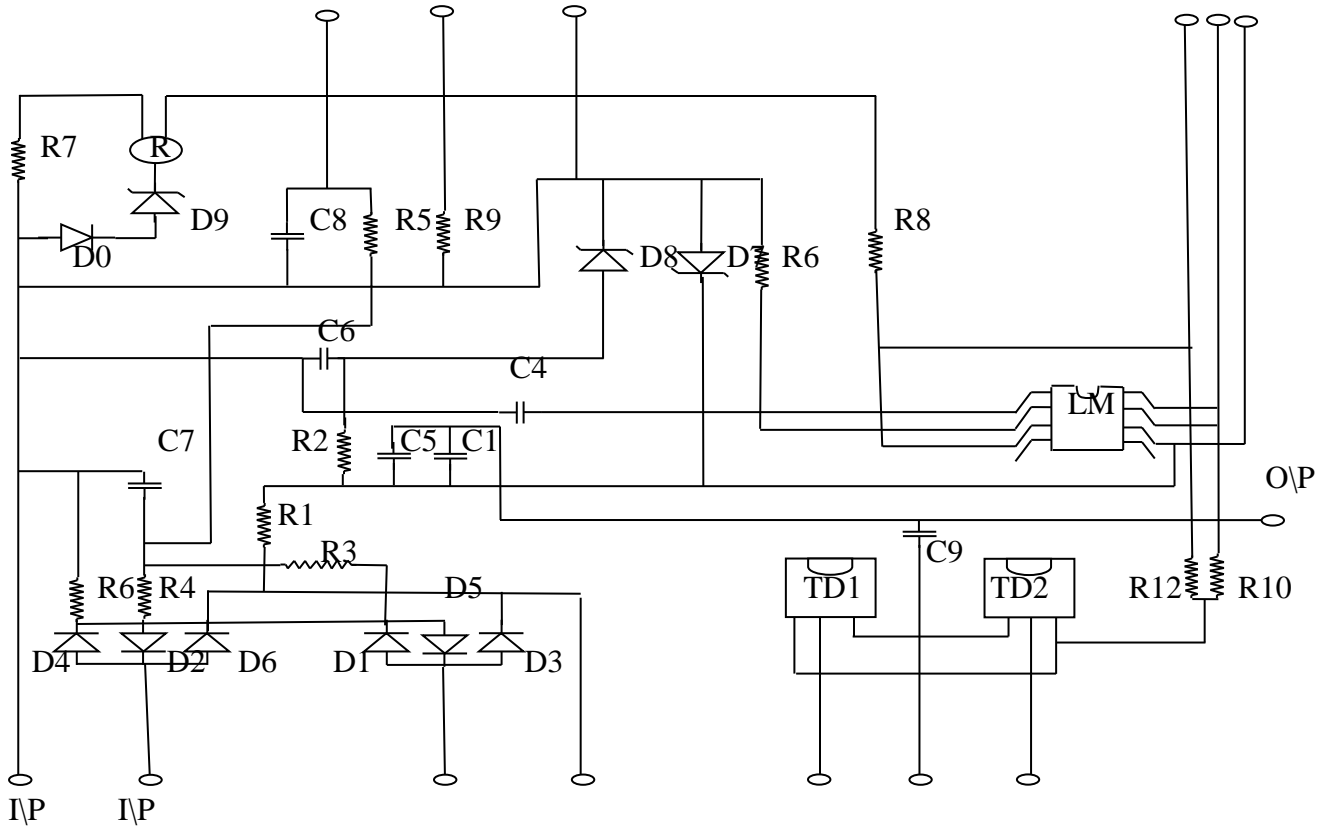 R7
R
D9
D0
C8
R5
R9
D8
D7
R6
R8
C6
C4
LM
C7
R2
C5
C1
O\P
R1
R3
C9
R6
R4
D5
TD1
TD2
R12
R10
D4
D2
D6
D1
D3
I\P
I\P